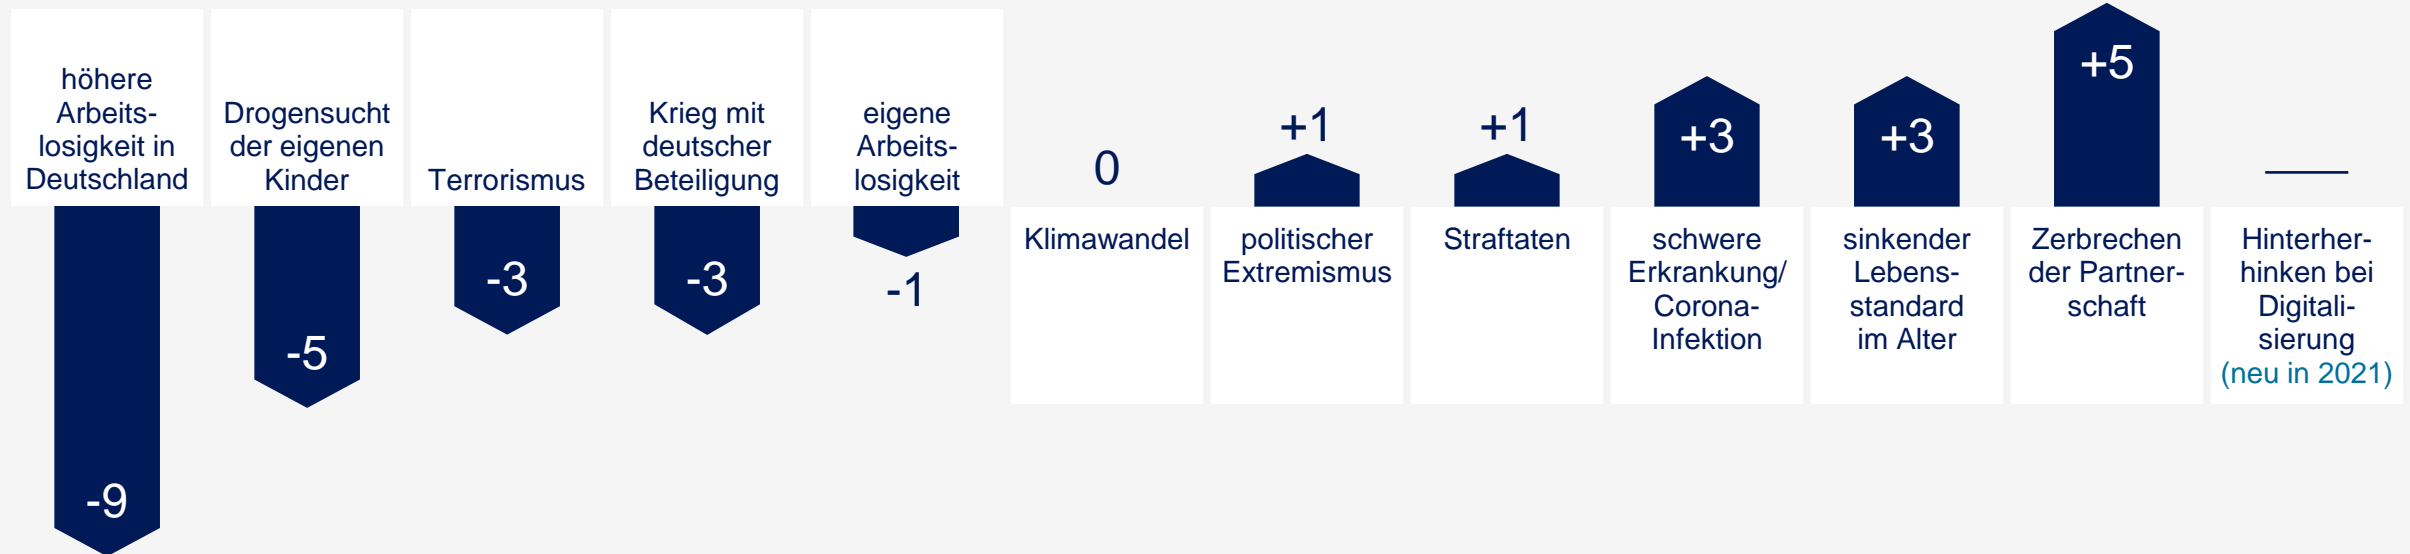 höhere
Arbeits-
losigkeit in
Deutschland
-9
Drogensucht
der eigenen
Kinder
-5
Terrorismus
-3
Krieg mit
deutscher
Beteiligung
-3
eigene
Arbeits-
losigkeit
-1
0
Klimawandel
+1
politischer
Extremismus
+1
Straftaten
+3
schwere
Erkrankung/
Corona-
Infektion
+3
sinkender
Lebens-
standard
im Alter
+5
Zerbrechen
der Partner-
schaft
Hinterher-
hinken bei
Digitali-
sierung
(neu in 2021)